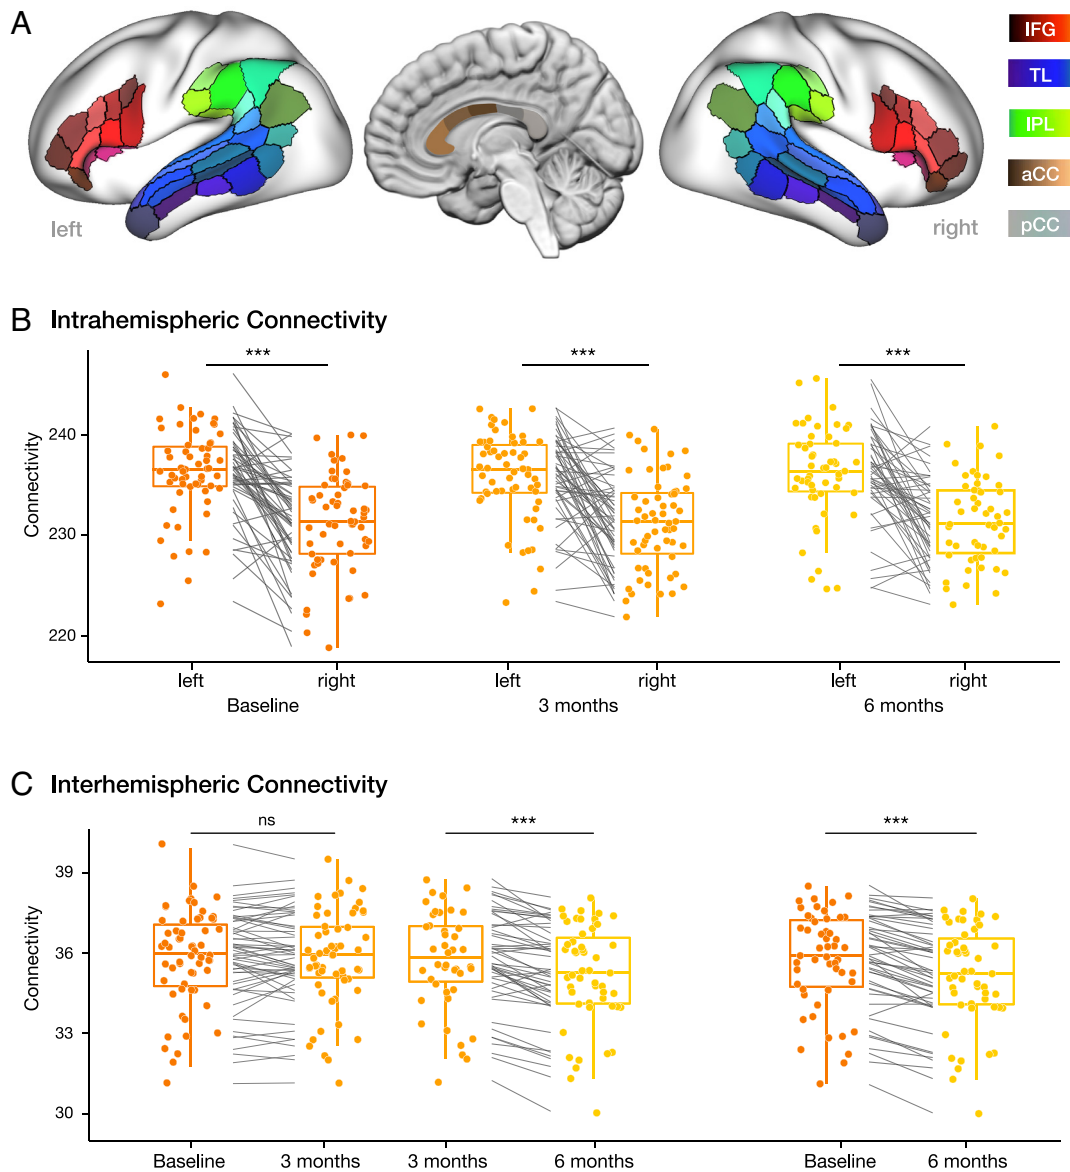 A
IFG
TL
IPL
aCC
pCC
left
right
B Intrahemispheric Connectivity
*** *** ***
Connectivity
240
230
220
left right left right left right
Baseline 3 months 6 months
C Interhemispheric Connectivity
ns *** ***
Connectivity
39
36
33
30
Baseline 3 months 3 months 6 months Baseline 6 months